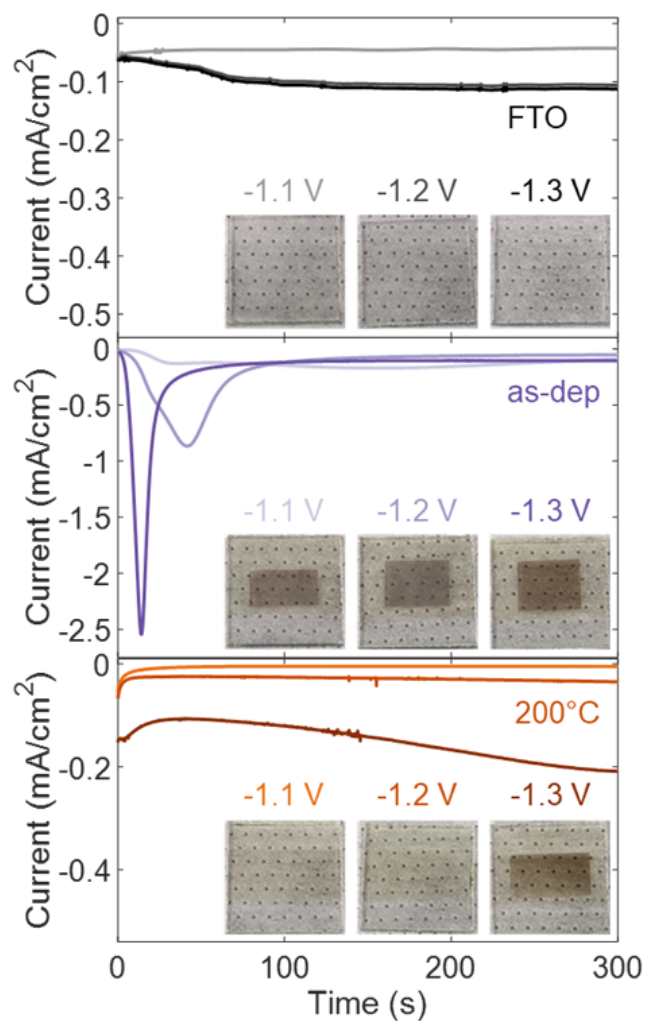 0
-0.1
-0.2
-0.3
-0.4
-0.5
Current (mA/cm²)
FTO
-1.1 V -1.2 V -1.3 V
0
-0.5
-1
-1.5
-2
-2.5
Current (mA/cm²)
as-dep
-1.1 V -1.2 V -1.3 V
0
-0.2
-0.4
Current (mA/cm²)
200°C
-1.1 V -1.2 V -1.3 V
0 100 200 300
Time (s)